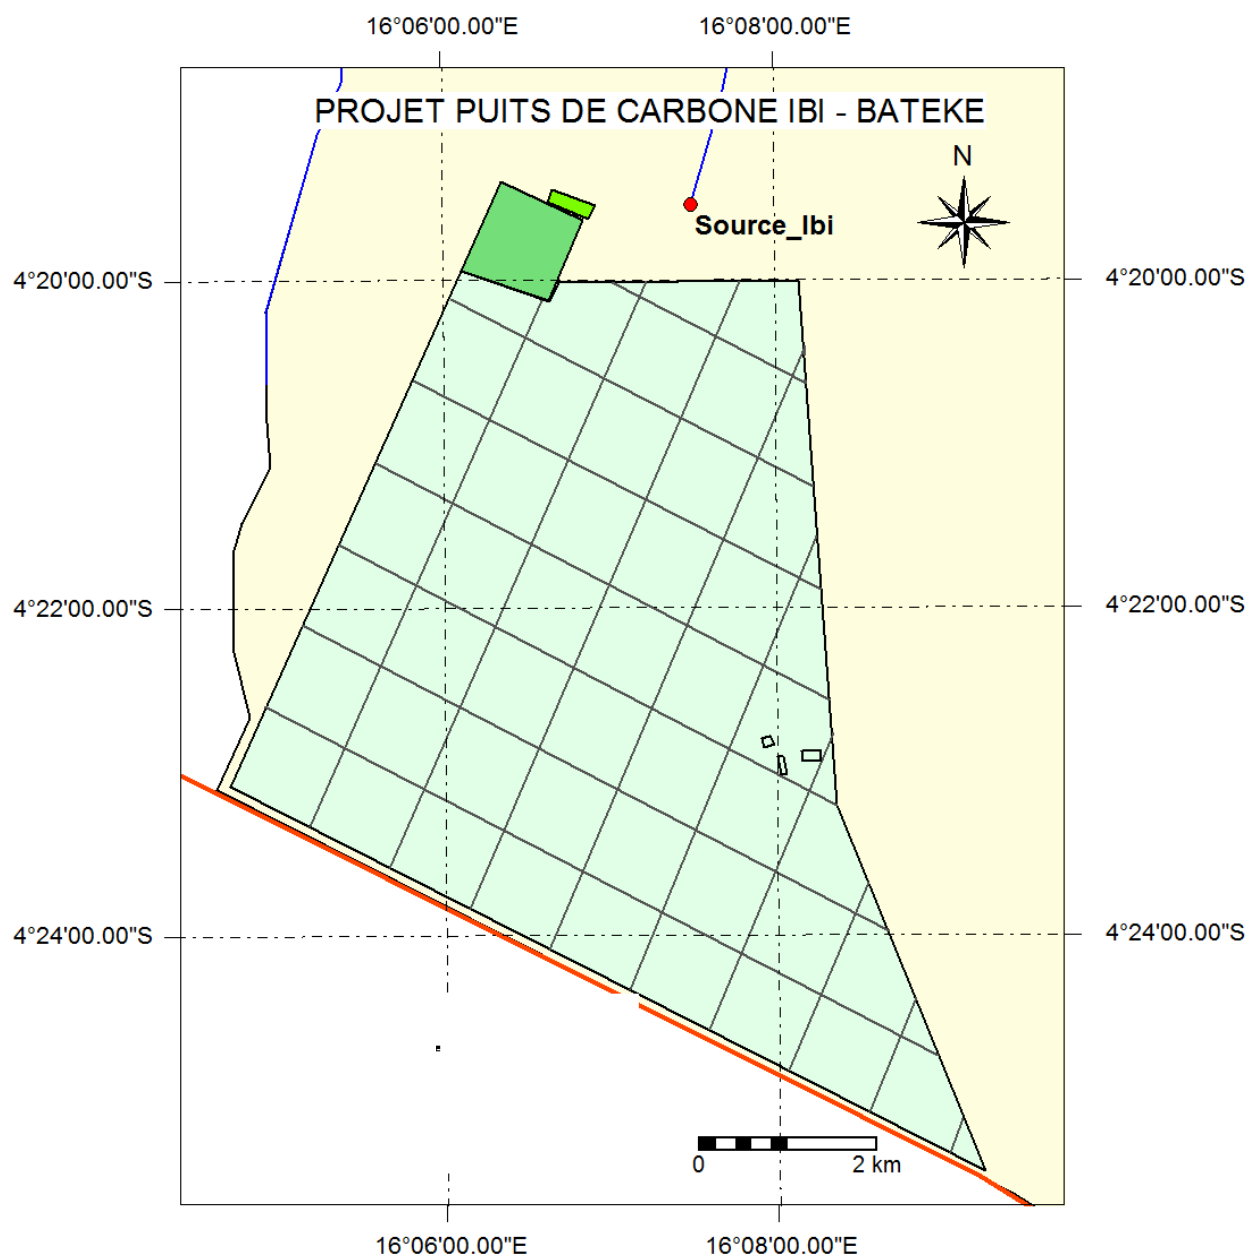 16°06'00.00"E 16°08'00.00"E
PROJET PUITS DE CARBONE IBI - BATEKE
N
Source_Ibi
4°20'00.00"S 4°20'00.00"S
4°22'00.00"S 4°22'00.00"S
4°24'00.00"S 4°24'00.00"S
0 2 km
16°06'00.00"E 16°08'00.00"E